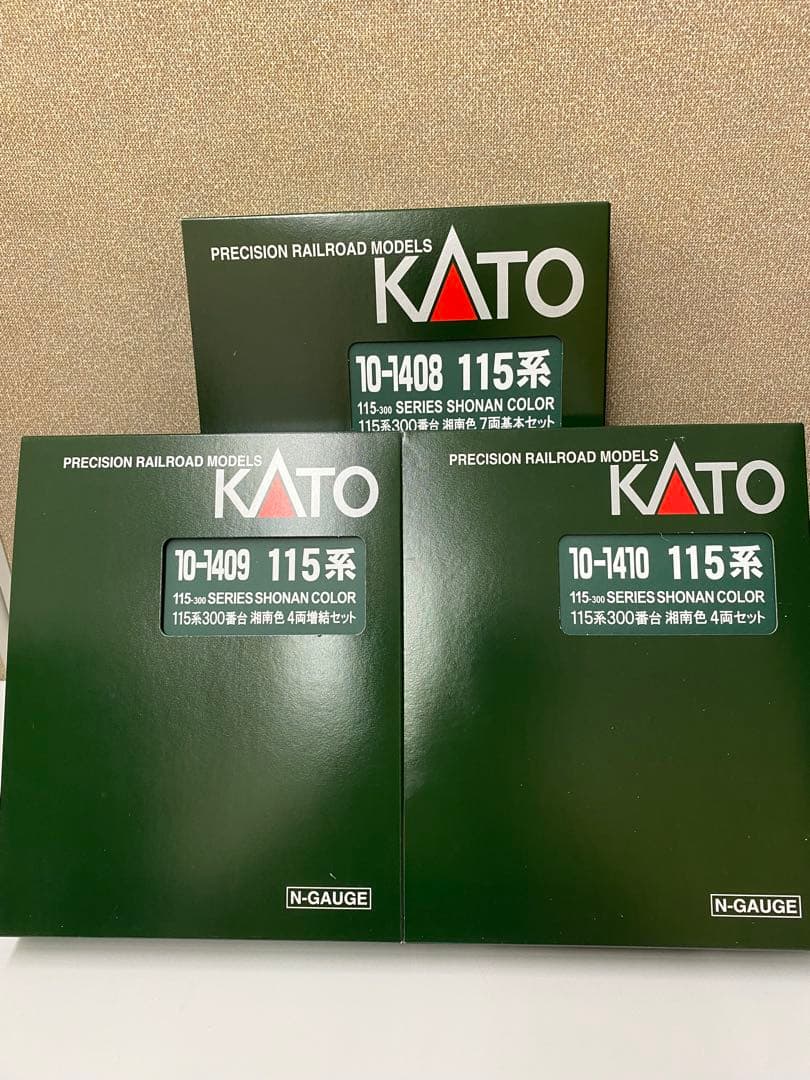 PRECISION RAILROAD MODELS
KATO
10-1408 115系
115-300 SERIES SHONAN COLOR
115系300番台 湘南色 7両基本セット
PRECISION RAILROAD MODELS
KATO
10-1409 115系
115-300 SERIES SHONAN COLOR
115系300番台 湘南色 4両増結セット
N-GAUGE
PRECISION RAILROAD MODELS
KATO
10-1410 115系
115-300 SERIES SHONAN COLOR
115系300番台 湘南色 4両セット
N-GAUGE